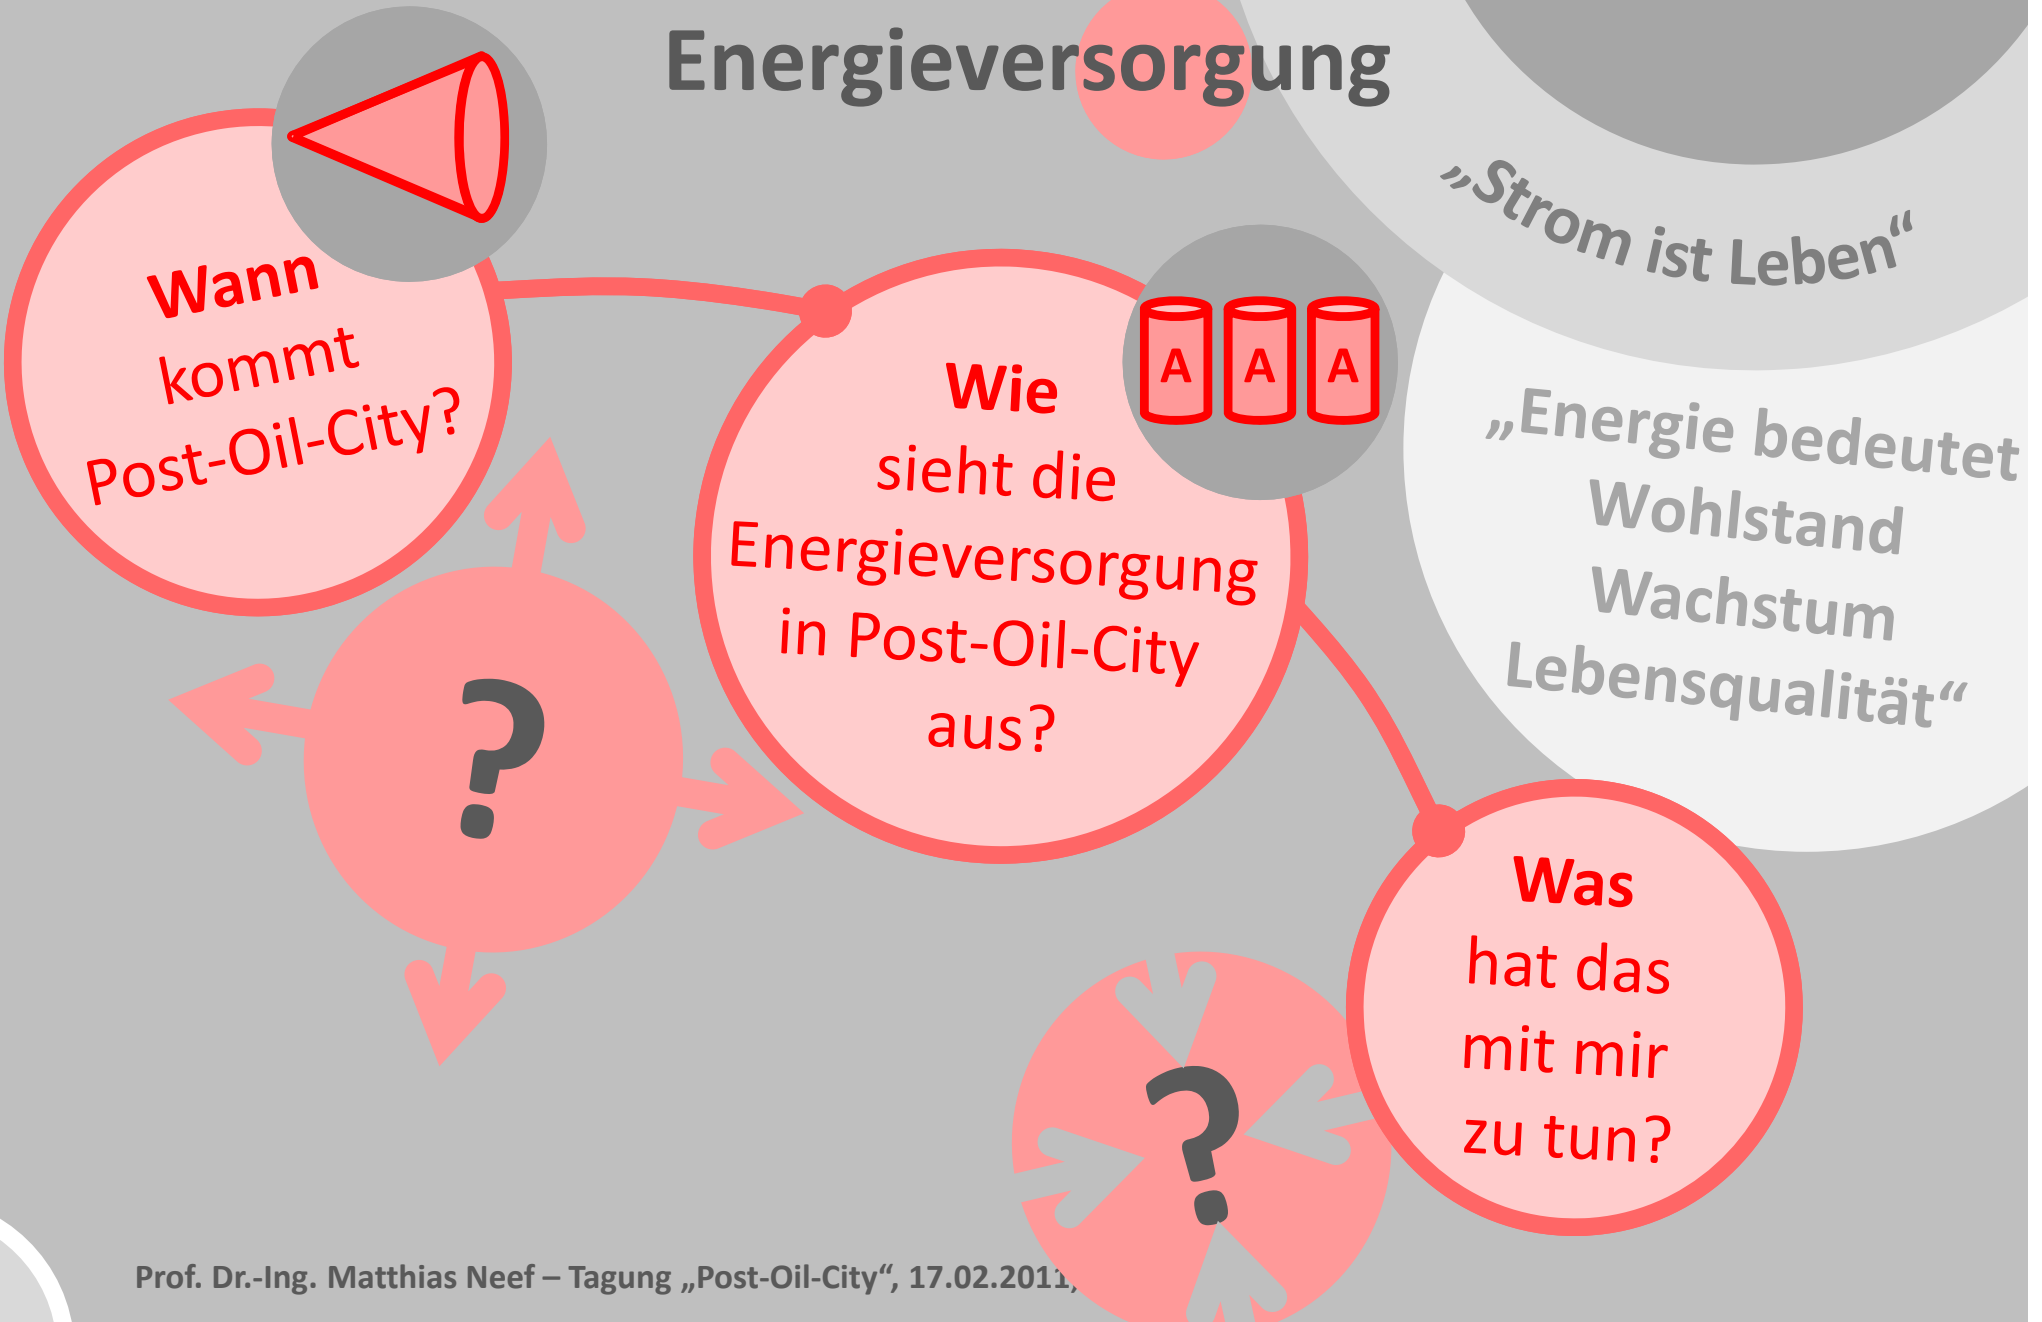 Energieversorgung
Wann
kommt
Post-Oil-City?
Wie
sieht die
Energieversorgung
in Post-Oil-City
aus?
A A A
„Strom ist Leben“
„Energie bedeutet
Wohlstand
Wachstum
Lebensqualität“
?
Was
hat das
mit mir
zu tun?
?
Prof. Dr.-Ing. Matthias Neef – Tagung „Post-Oil-City“, 17.02.2011,